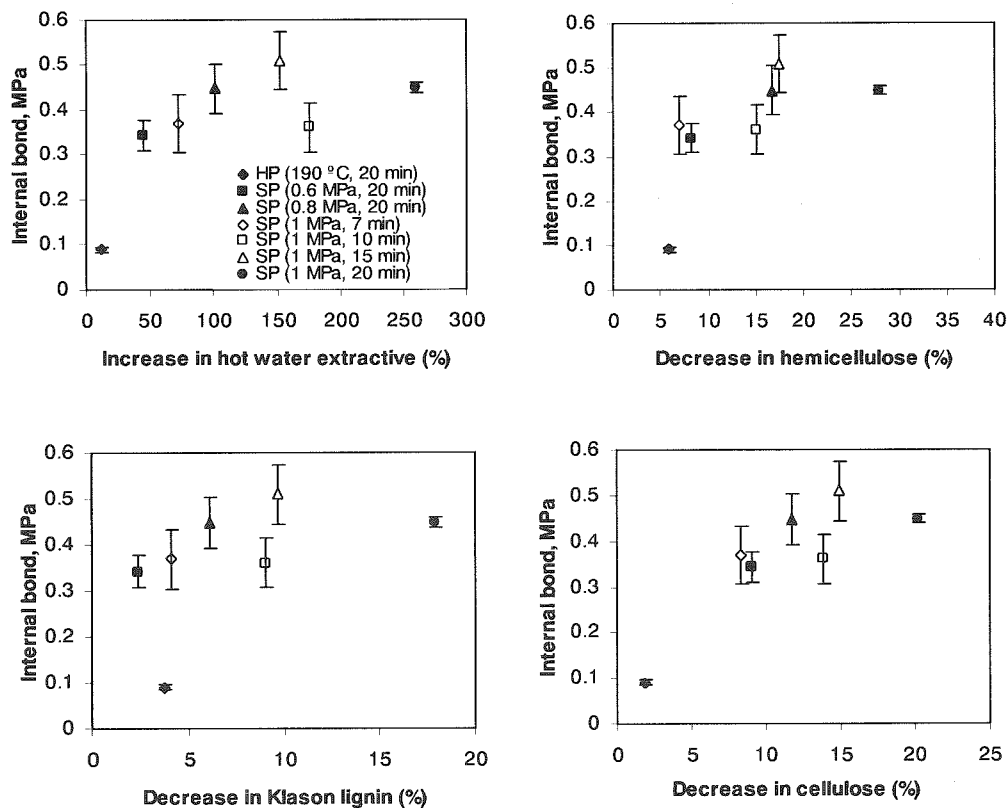 Internal bond, MPa
0.6
0.5
0.4
0.3
0.2
0.1
0
HP (190 ºC, 20 min)
SP (0.6 MPa, 20 min)
SP (0.8 MPa, 20 min)
SP (1 MPa, 7 min)
SP (1 MPa, 10 min)
SP (1 MPa, 15 min)
SP (1 MPa, 20 min)
0 50 100 150 200 250 300
Increase in hot water extractive (%)
Internal bond, MPa
0.6
0.5
0.4
0.3
0.2
0.1
0
0 5 10 15 20 25 30 35 40
Decrease in hemicellulose (%)
Internal bond, MPa
0.6
0.5
0.4
0.3
0.2
0.1
0
0 5 10 15 20
Decrease in Klason lignin (%)
Internal bond, MPa
0.6
0.5
0.4
0.3
0.2
0.1
0
0 5 10 15 20 25
Decrease in cellulose (%)